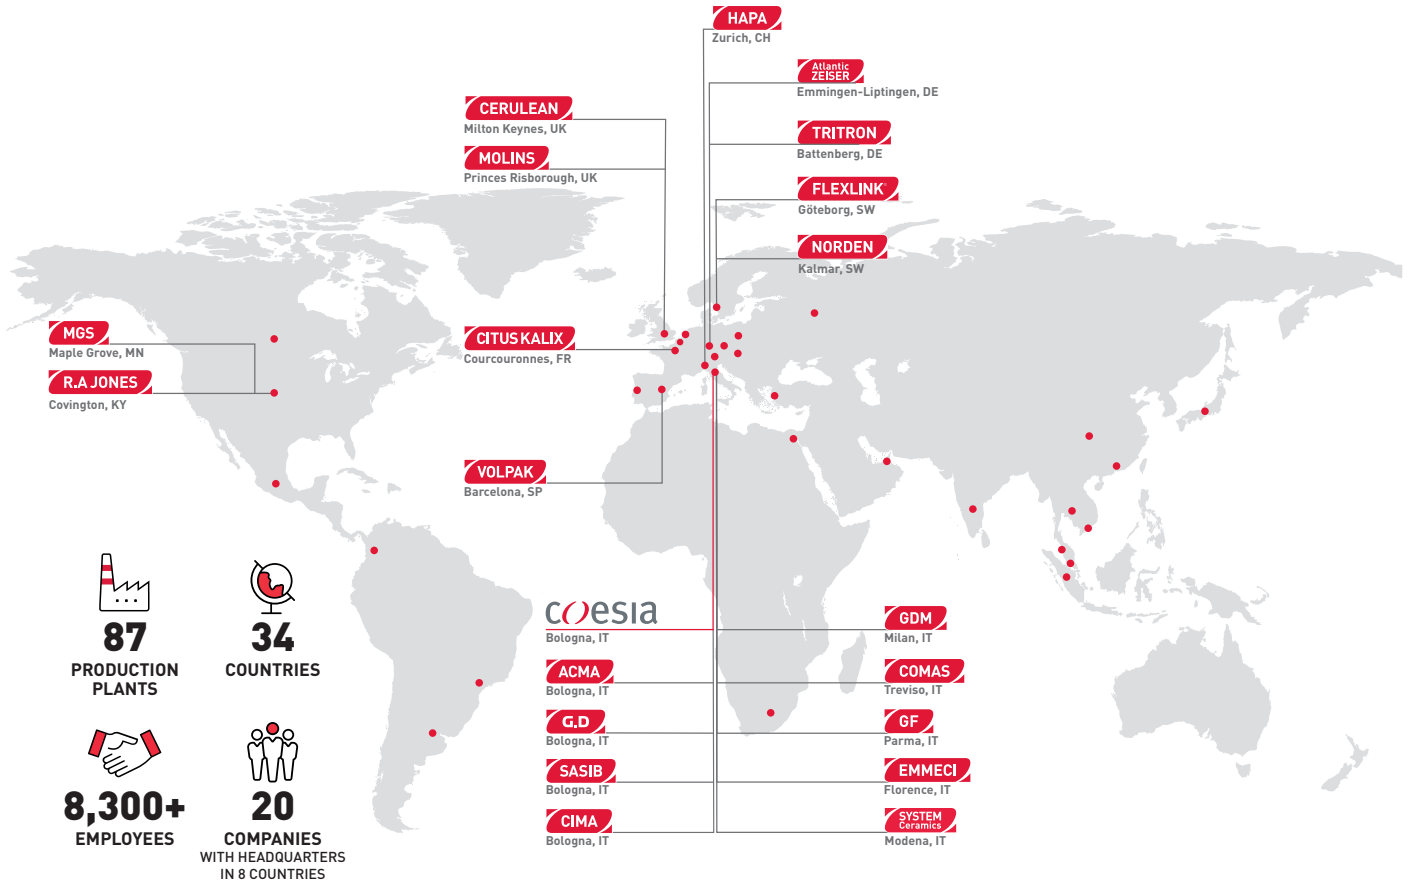 HAPA
Zurich, CH
Atlantic
ZEISER
Emmingen-Liptingen, DE
CERULEAN
Milton Keynes, UK
TRITRON
Battenberg, DE
MOLINS
Princes Risborough, UK
FLEXLINK®
Göteborg, SW
NORDEN
Kalmar, SW
MGS
Maple Grove, MN
CITUS KALIX
Courcouronnes, FR
R.A JONES
Covington, KY
VOLPAK
Barcelona, SP
87
PRODUCTION
PLANTS
34
COUNTRIES
8,300+
EMPLOYEES
20
COMPANIES
WITH HEADQUARTERS
IN 8 COUNTRIES
coesia
Bologna, IT
ACMA
Bologna, IT
G.D
Bologna, IT
SASIB
Bologna, IT
CIMA
Bologna, IT
GDM
Milan, IT
COMAS
Treviso, IT
GF
Parma, IT
EMMECI
Florence, IT
SYSTEM
Ceramics
Modena, IT